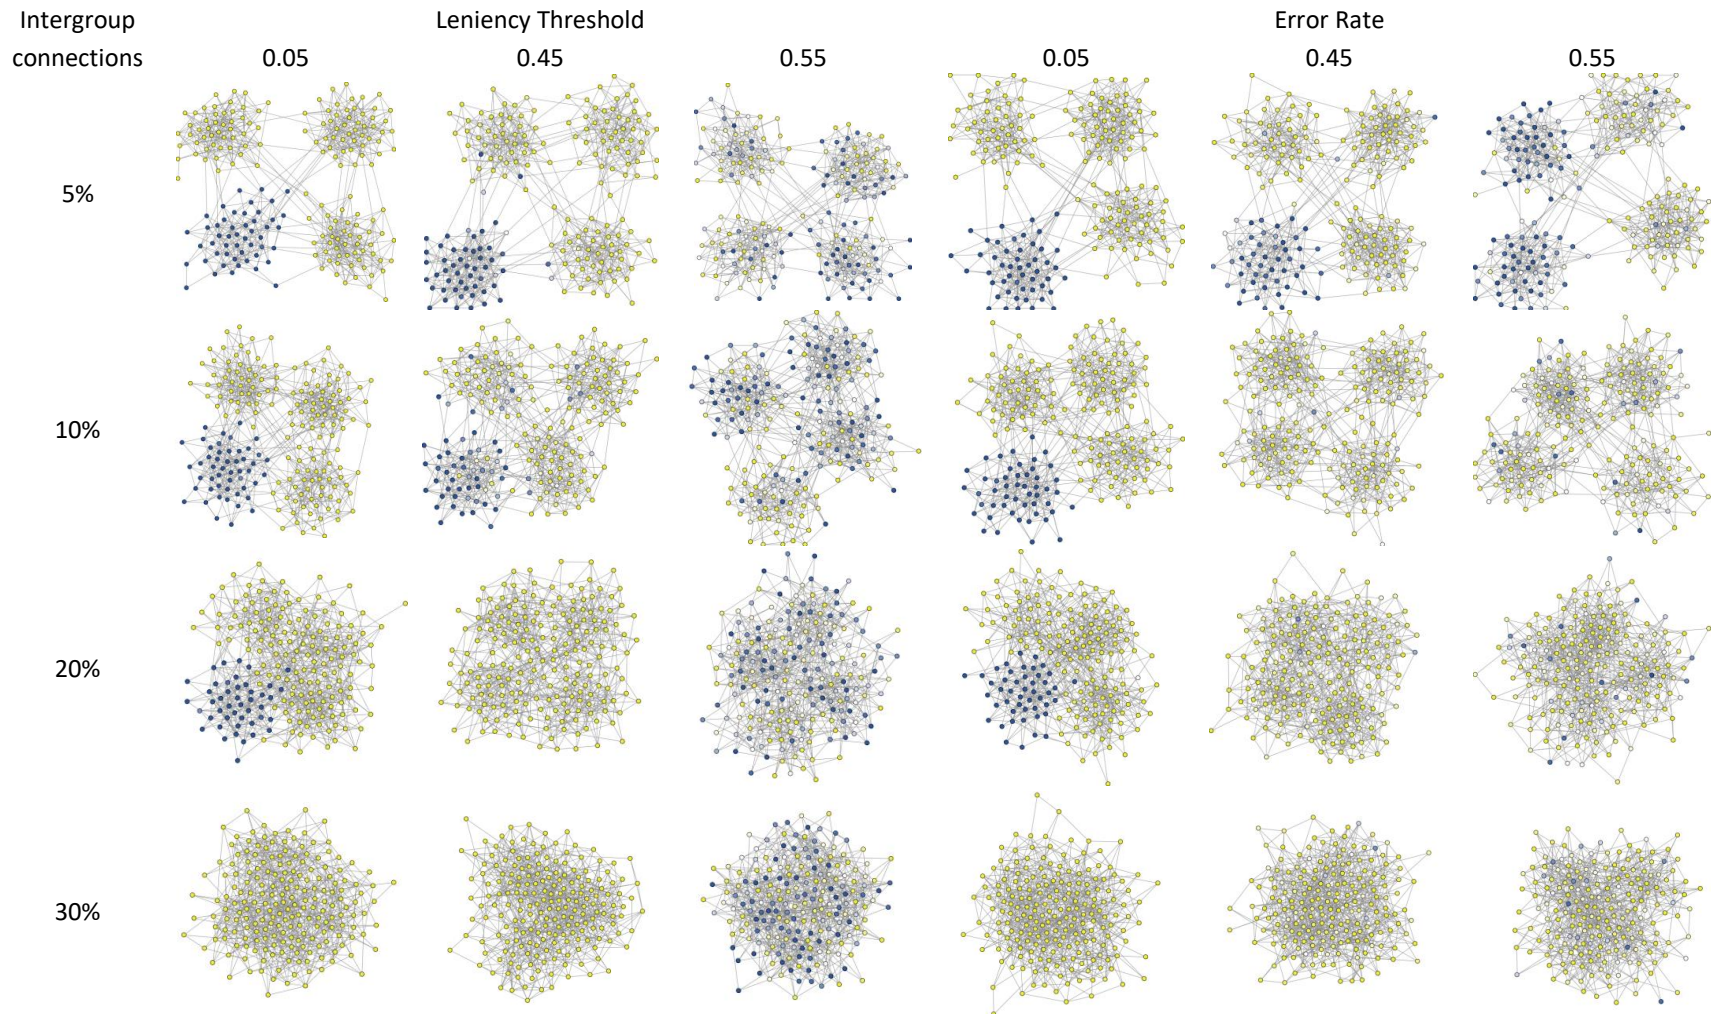 Intergroup connections
Leniency Threshold
Error Rate
0.05 0.45 0.55 0.05 0.45 0.55
5%
10%
20%
30%